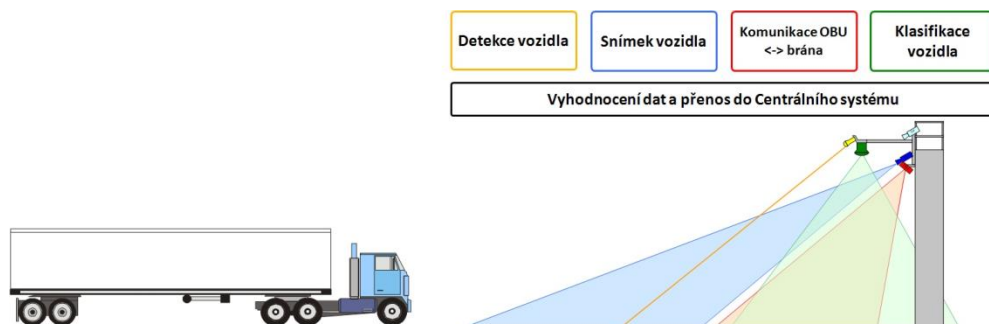 Detekce vozidla
Snímek vozidla
Komunikace OBU
<-> brána
Klasifikace
vozidla
Vyhodnocení dat a přenos do Centrálního systému